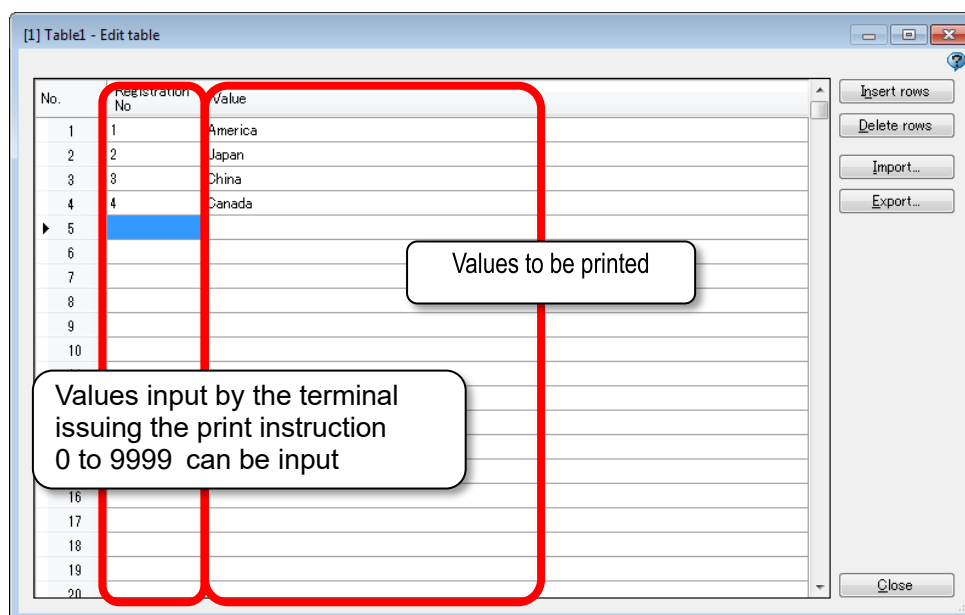 [1] Table1 - Edit table
No.
Registration
No
Value
Insert rows
1 1 America
Delete rows
2 2 Japan
Import...
3 3 China
4 4 Canada
Export...
5
6
Values to be printed
7
8
9
10
Values input by the terminal
issuing the print instruction
0 to 9999 can be input
16
17
18
19
20
Close